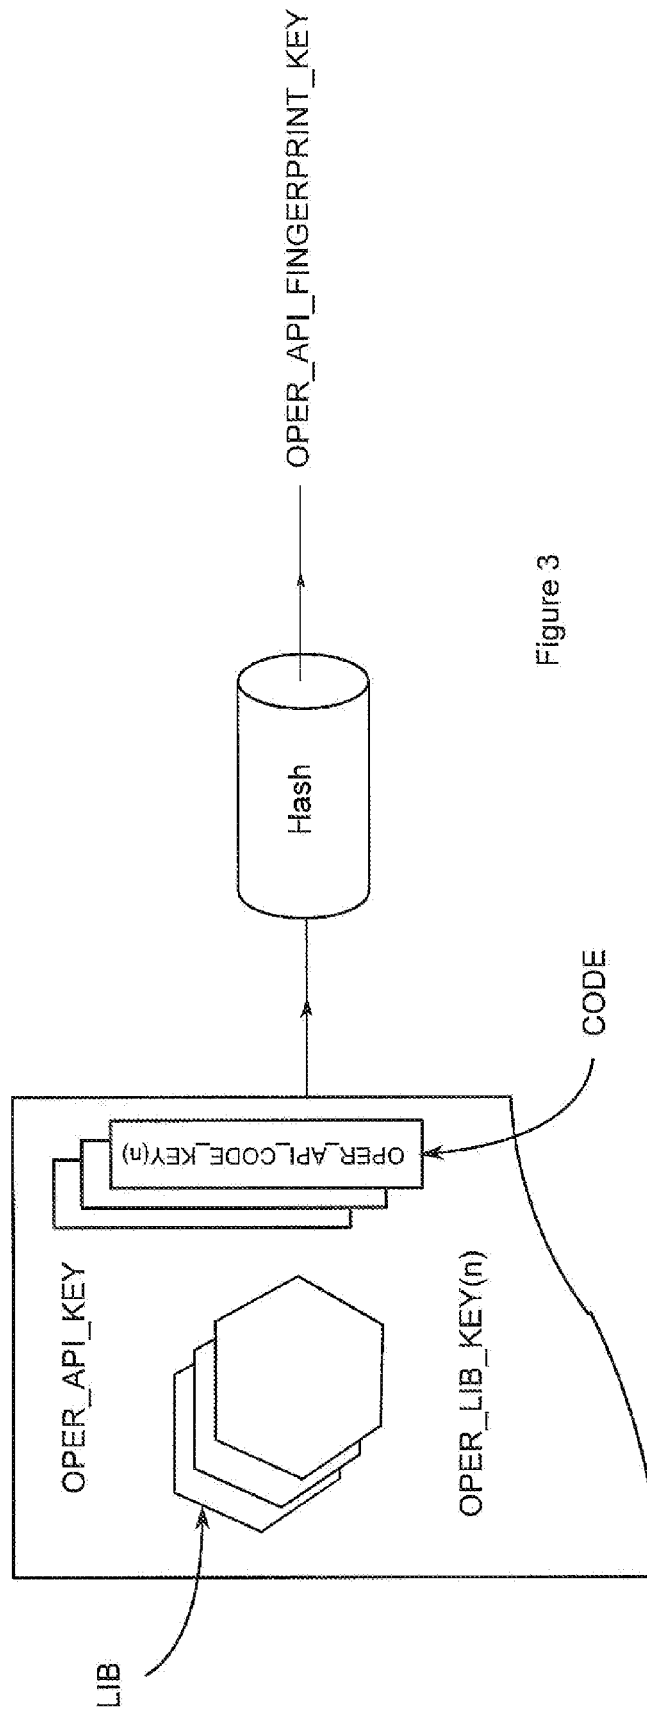 LIB
OPER_API_KEY
OPER_LIB_KEY(n)
OPER_API_CODE_KEY(n)
CODE
Hash
OPER_API_FINGERPRINT_KEY
Figure 3